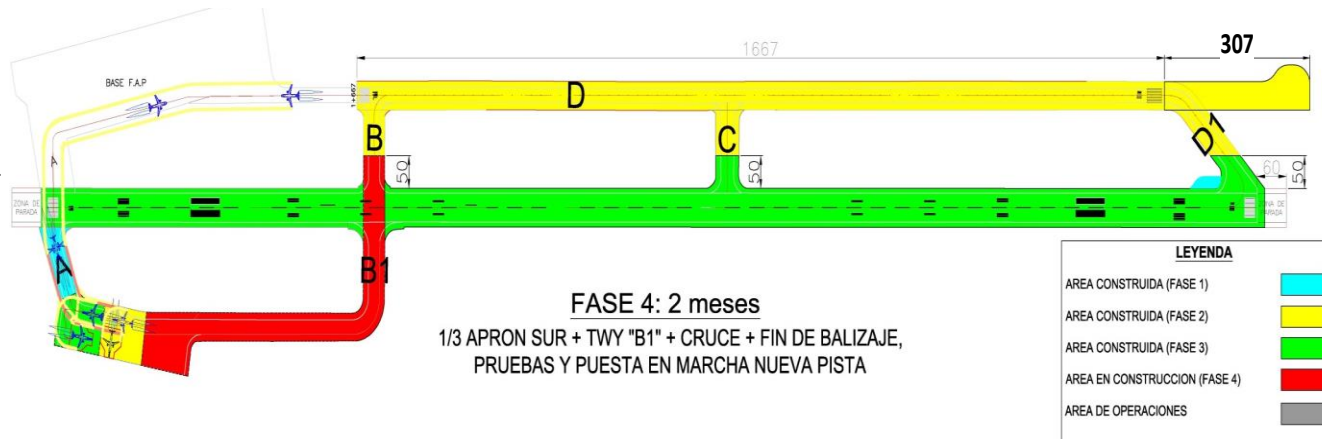 1667
307
BASE F.A.P
1+667
D
B
C
D1
50
50
60
50
A
ZONA DE
PARADA
ZONA DE
PARADA
A
B1
FASE 4: 2 meses
1/3 APRON SUR + TWY "B1" + CRUCE + FIN DE BALIZAJE,
PRUEBAS Y PUESTA EN MARCHA NUEVA PISTA
LEYENDA
AREA CONSTRUIDA (FASE 1)
AREA CONSTRUIDA (FASE 2)
AREA CONSTRUIDA (FASE 3)
AREA EN CONSTRUCCION (FASE 4)
AREA DE OPERACIONES